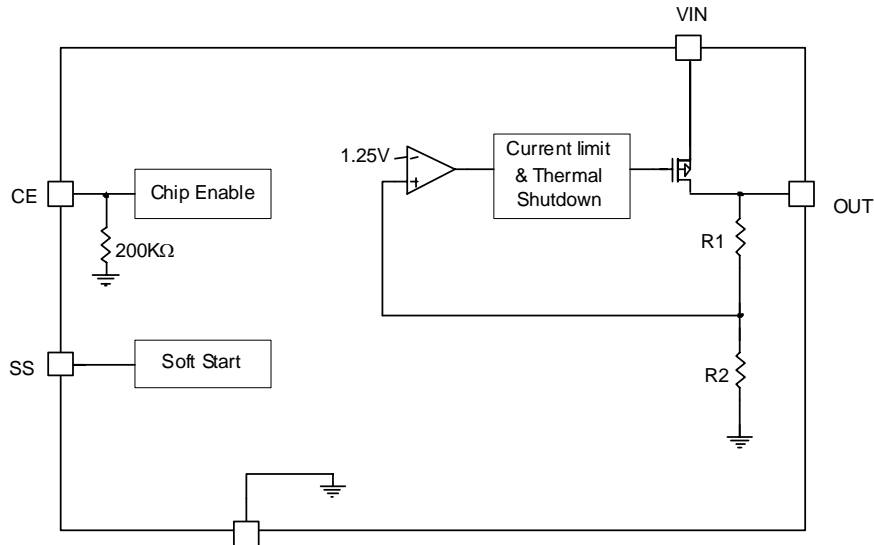 VIN
1.25V
Current limit
& Thermal
Shutdown
CE
Chip Enable
OUT
200KΩ
R1
SS
Soft Start
R2